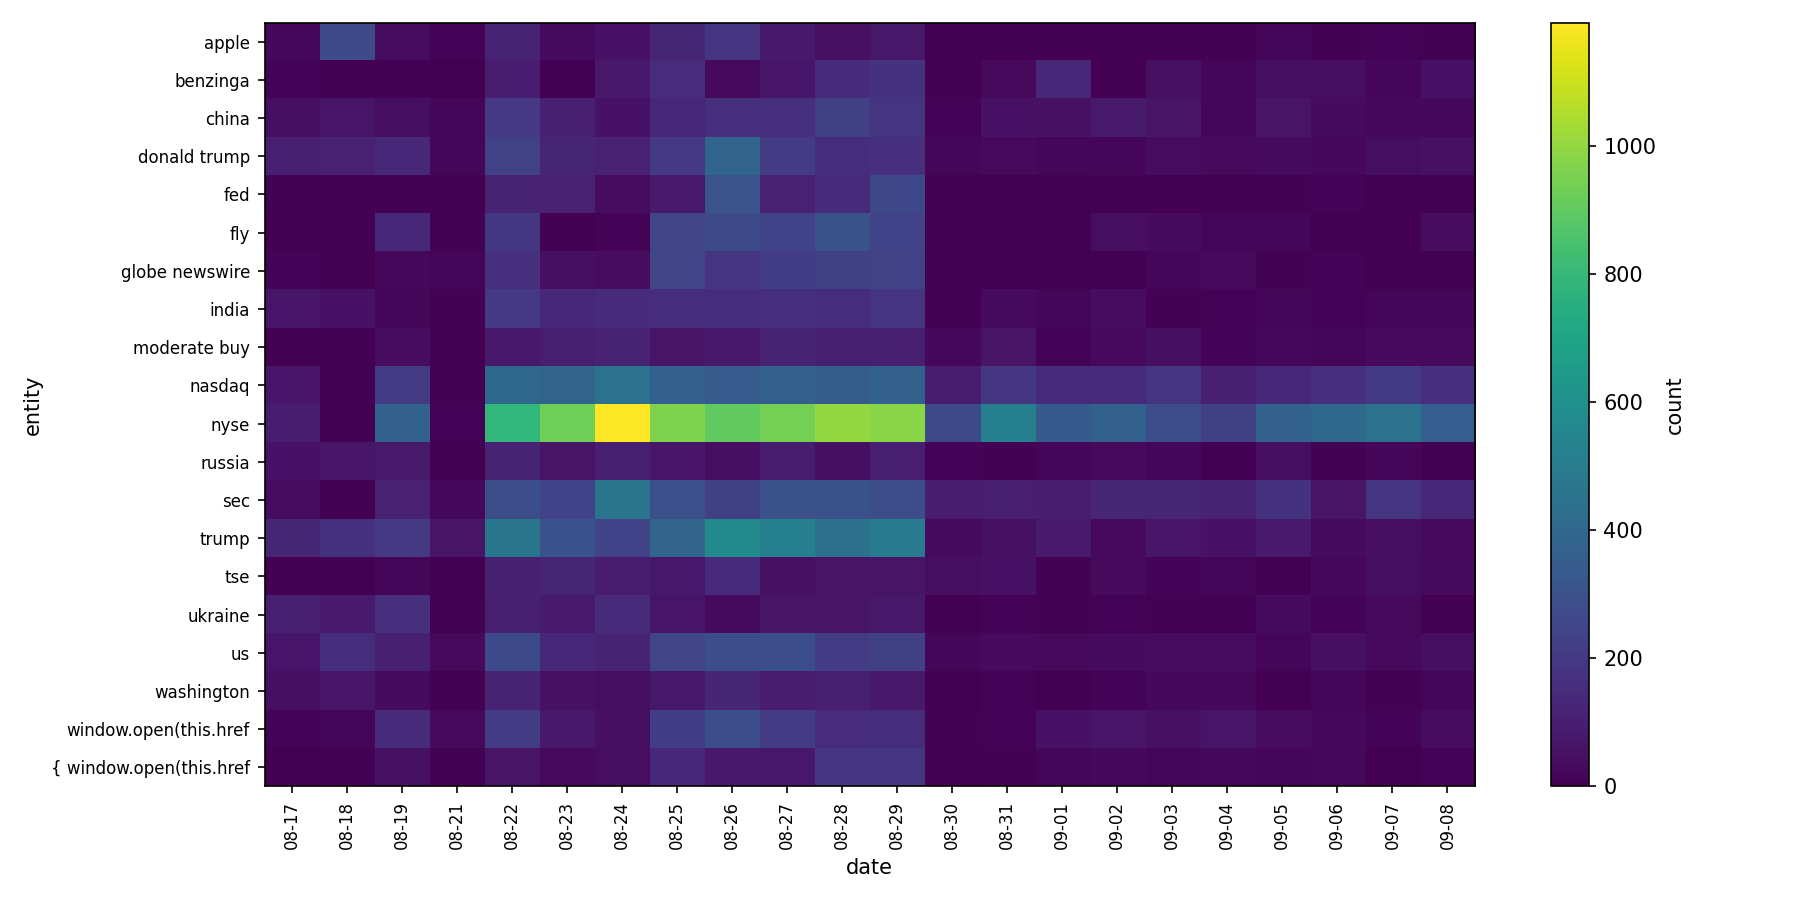 apple
benzinga
china
donald trump
fed
fly
globe newswire
india
moderate buy
nasdaq
nyse
russia
sec
trump
tse
ukraine
us
washington
window.open(this.href
{ window.open(this.href
entity
08-17
08-18
08-19
08-21
08-22
08-23
08-24
08-25
08-26
08-27
08-28
08-29
08-30
08-31
09-01
09-02
09-03
09-04
09-05
09-06
09-07
09-08
date
1000
800
600
400
200
0
count